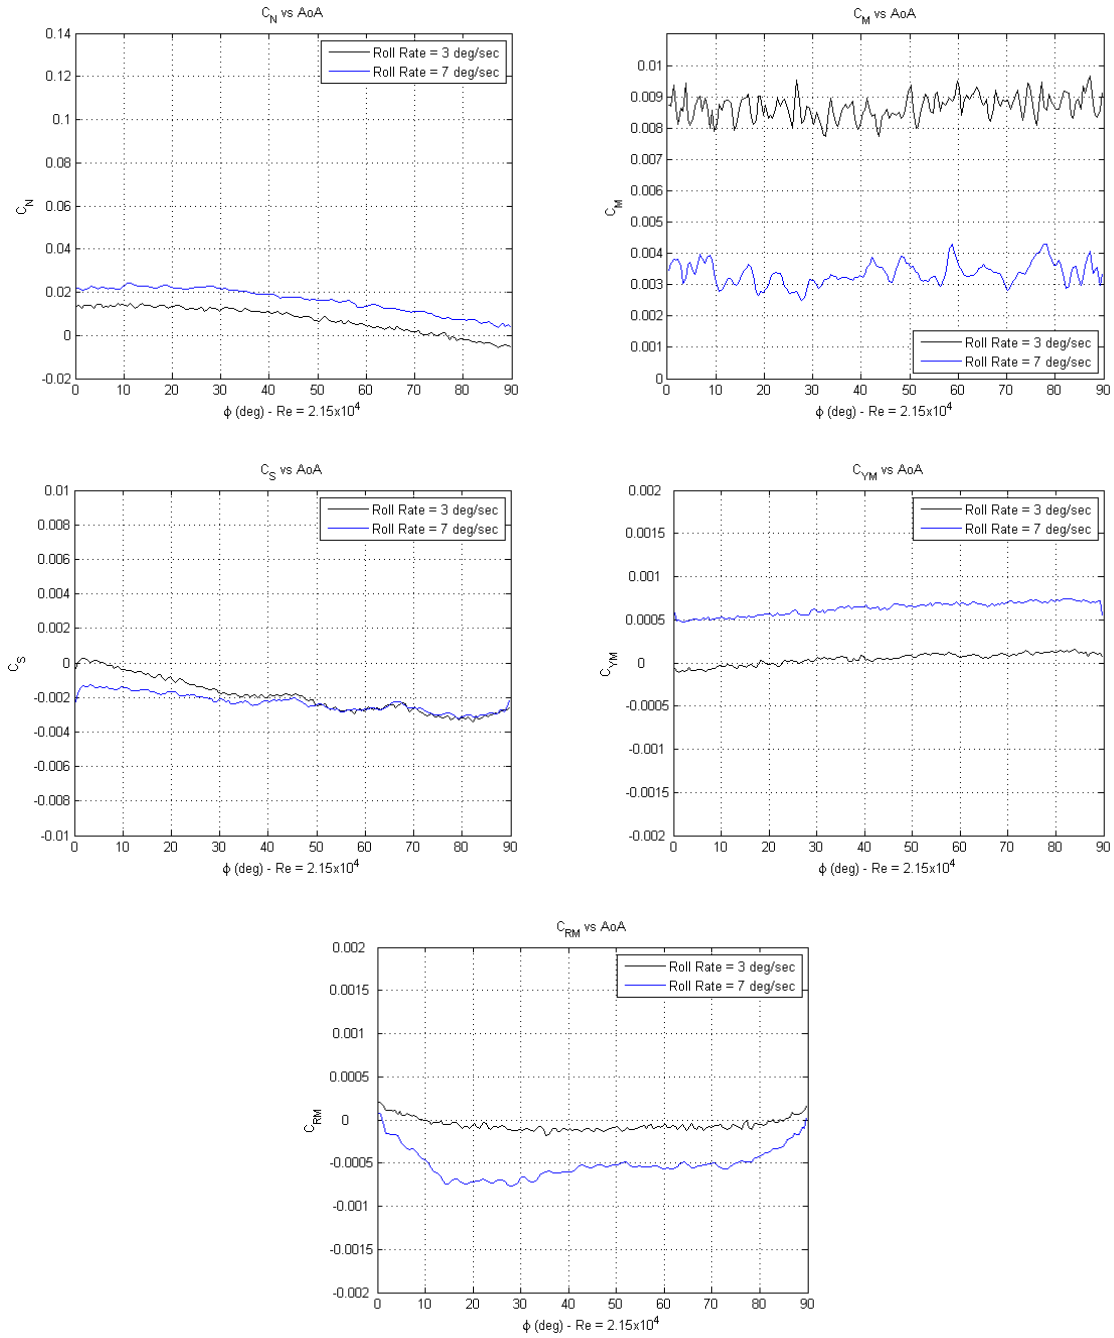 C_N vs AoA
0.14
0.12
0.1
0.08
0.06
0.04
0.02
0
-0.02
C_N
Roll Rate = 3 deg/sec
Roll Rate = 7 deg/sec
0 10 20 30 40 50 60 70 80 90
ϕ (deg) - Re = 2.15x10^4
C_M vs AoA
0.01
0.009
0.008
0.007
0.006
0.005
0.004
0.003
0.002
0.001
0
C_M
Roll Rate = 3 deg/sec
Roll Rate = 7 deg/sec
0 10 20 30 40 50 60 70 80 90
ϕ (deg) - Re = 2.15x10^4
C_S vs AoA
0.01
0.008
0.006
0.004
0.002
0
-0.002
-0.004
-0.006
-0.008
-0.01
C_S
Roll Rate = 3 deg/sec
Roll Rate = 7 deg/sec
0 10 20 30 40 50 60 70 80 90
ϕ (deg) - Re = 2.15x10^4
C_YM vs AoA
0.002
0.0015
0.001
0.0005
0
-0.0005
-0.001
-0.0015
-0.002
C_YM
Roll Rate = 3 deg/sec
Roll Rate = 7 deg/sec
0 10 20 30 40 50 60 70 80 90
ϕ (deg) - Re = 2.15x10^4
C_RM vs AoA
0.002
0.0015
0.001
0.0005
0
-0.0005
-0.001
-0.0015
-0.002
C_RM
Roll Rate = 3 deg/sec
Roll Rate = 7 deg/sec
0 10 20 30 40 50 60 70 80 90
ϕ (deg) - Re = 2.15x10^4